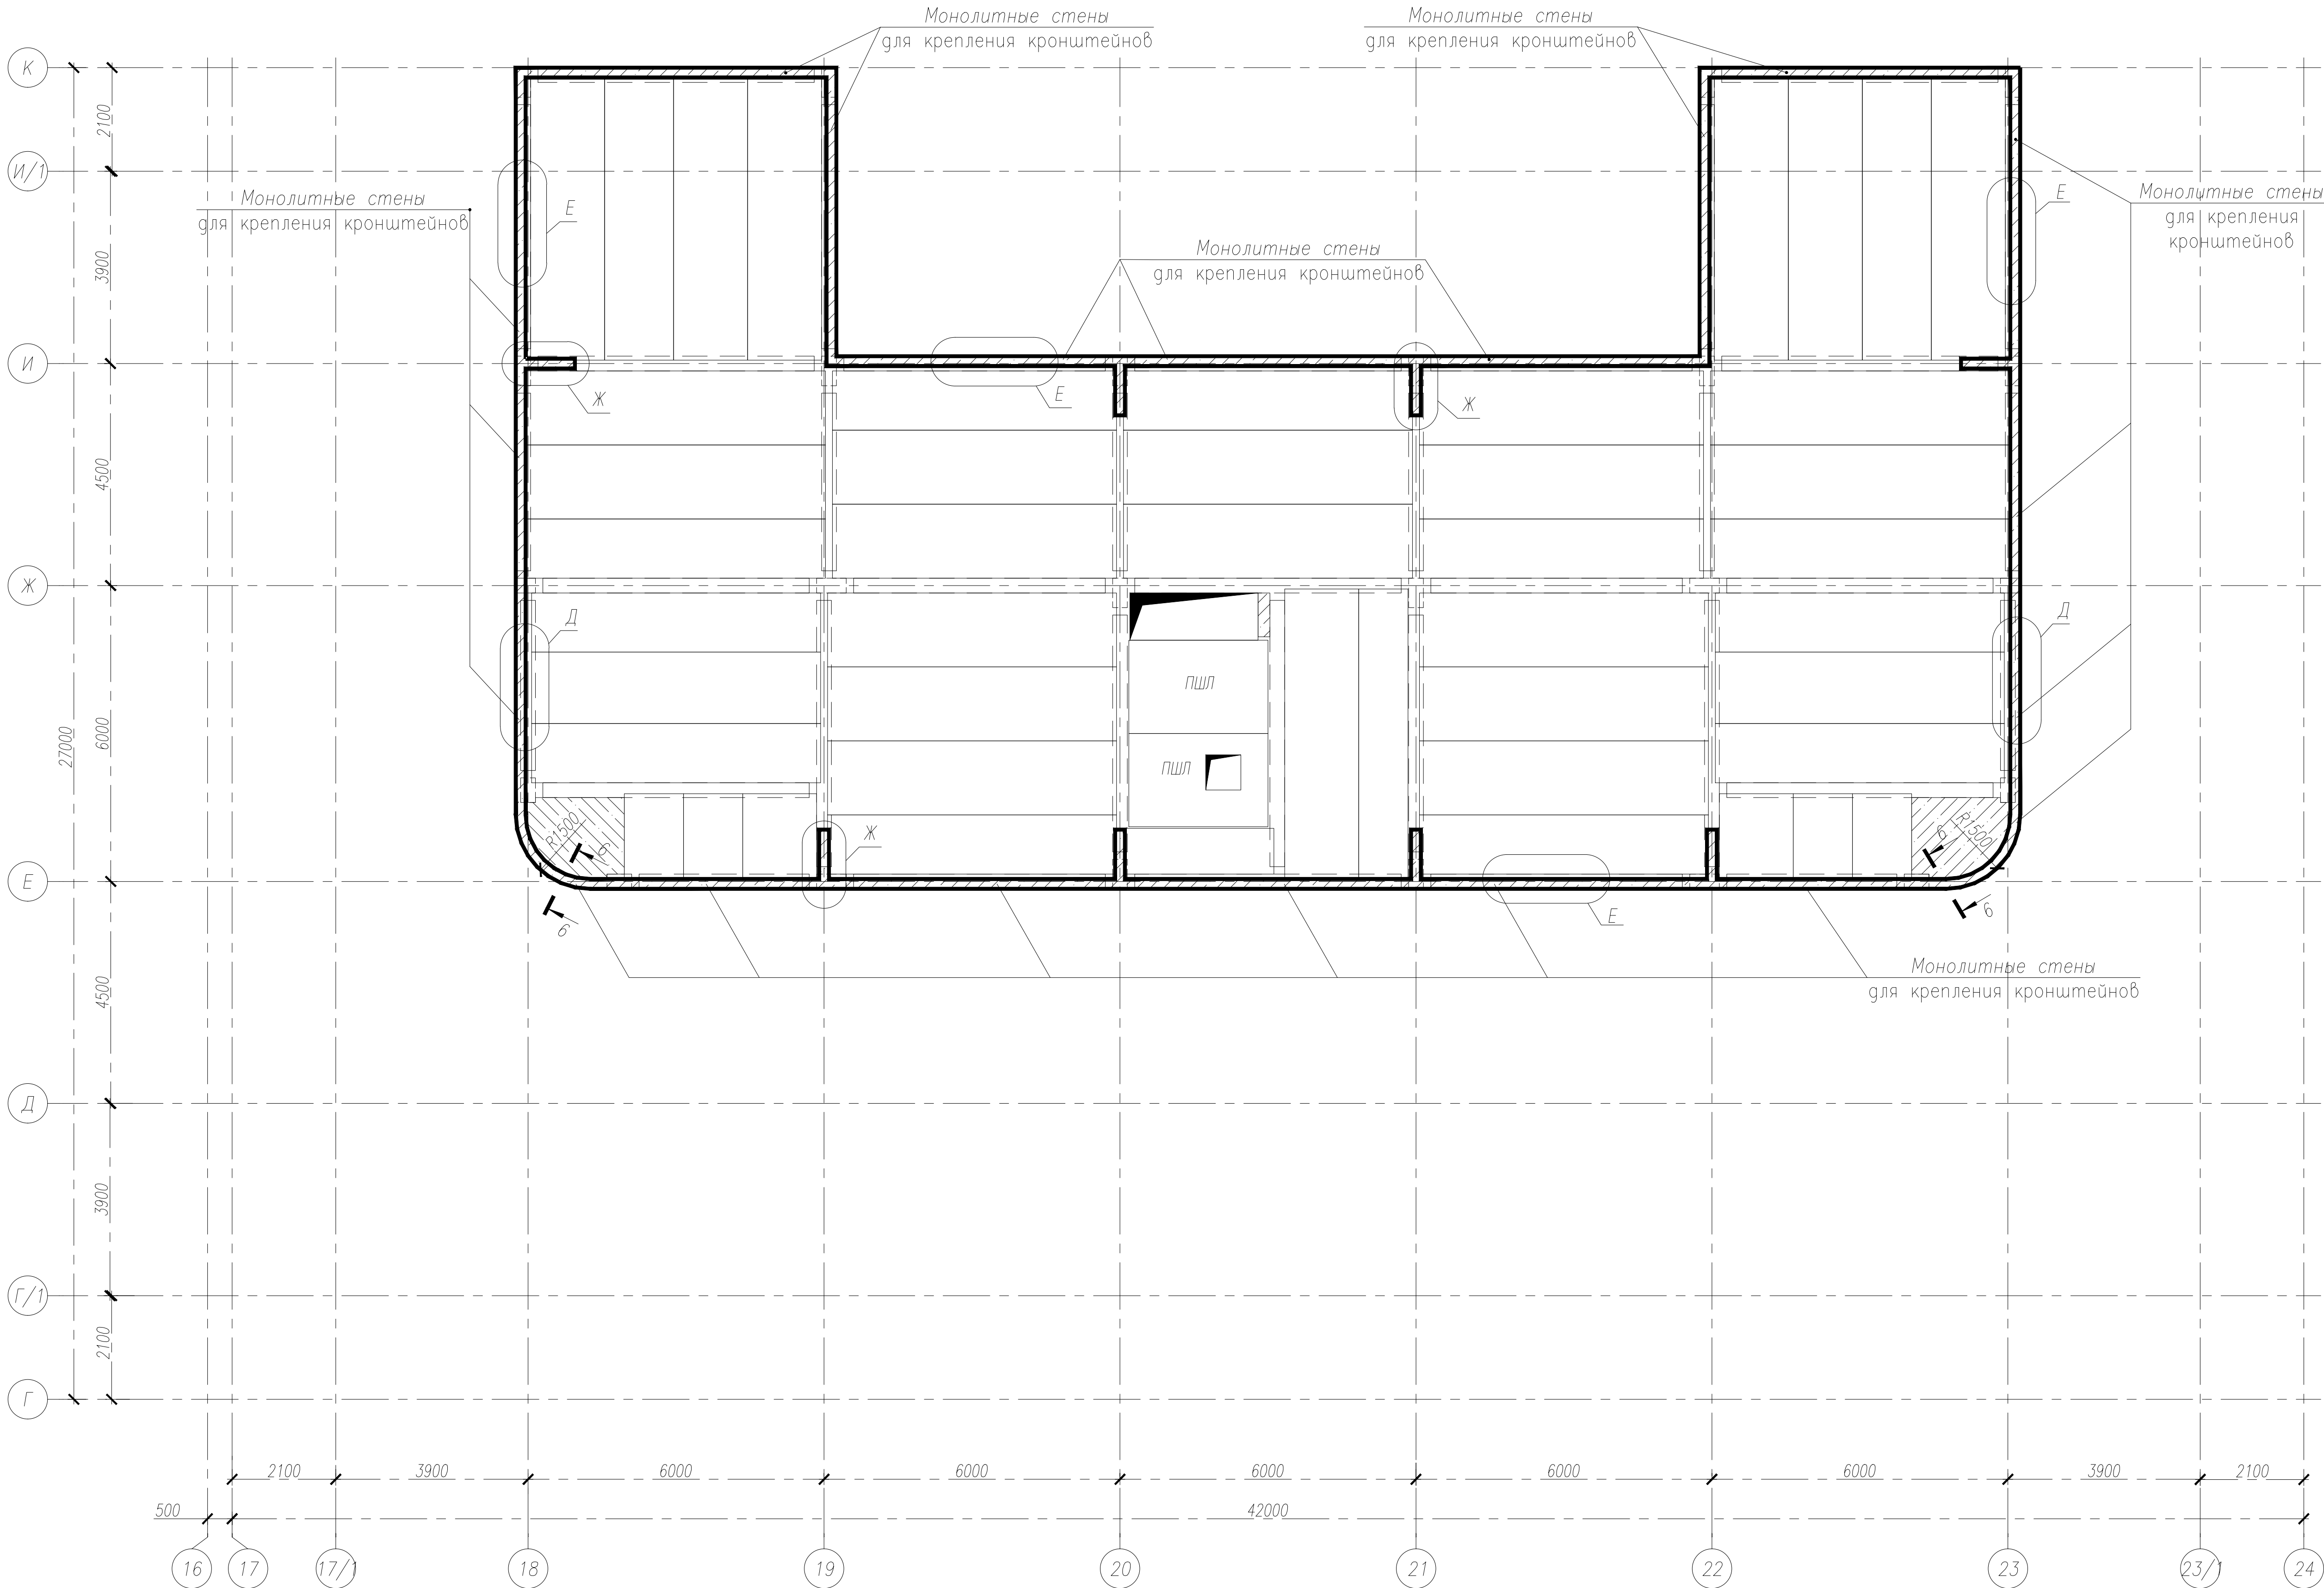 Монолитные стены
для крепления кронштейнов
Монолитные стены
для крепления кронштейнов
К
2100
И/1
Монолитные стены
для крепления кронштейнов
Е
Е
Монолитные стены
для крепления
кронштейнов
3900
Монолитные стены
для крепления кронштейнов
И
Ж
Е
Ж
4500
Ж
Д
Д
ПШЛ
27000
6000
ПШЛ
R1500
6
Ж
6
R1500
Е
Е
6
6
Монолитные стены
для крепления кронштейнов
4500
Д
3900
Г/1
2100
Г
2100
3900
6000
6000
6000
6000
6000
3900
2100
500
42000
16
17
17/1
18
19
20
21
22
23
23/1
24